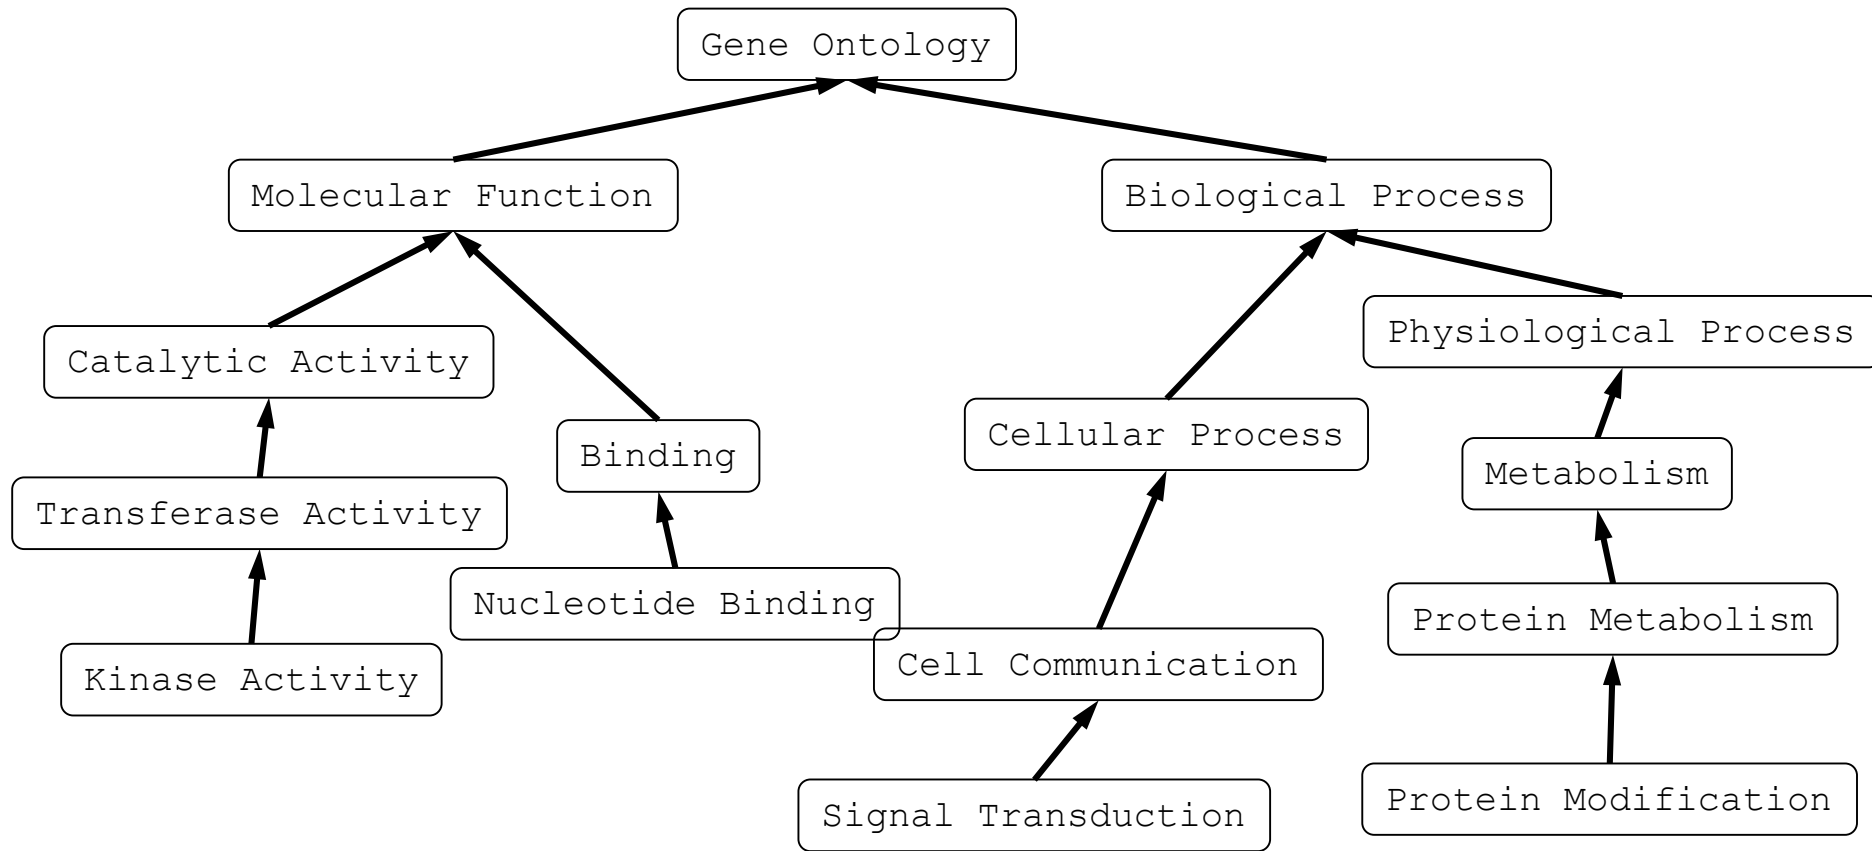 Gene Ontology
Molecular Function
Biological Process
Physiological Process
Catalytic Activity
Cellular Process
Binding
Metabolism
Transferase Activity
Nucleotide Binding
Protein Metabolism
Cell Communication
Kinase Activity
Protein Modification
Signal Transduction